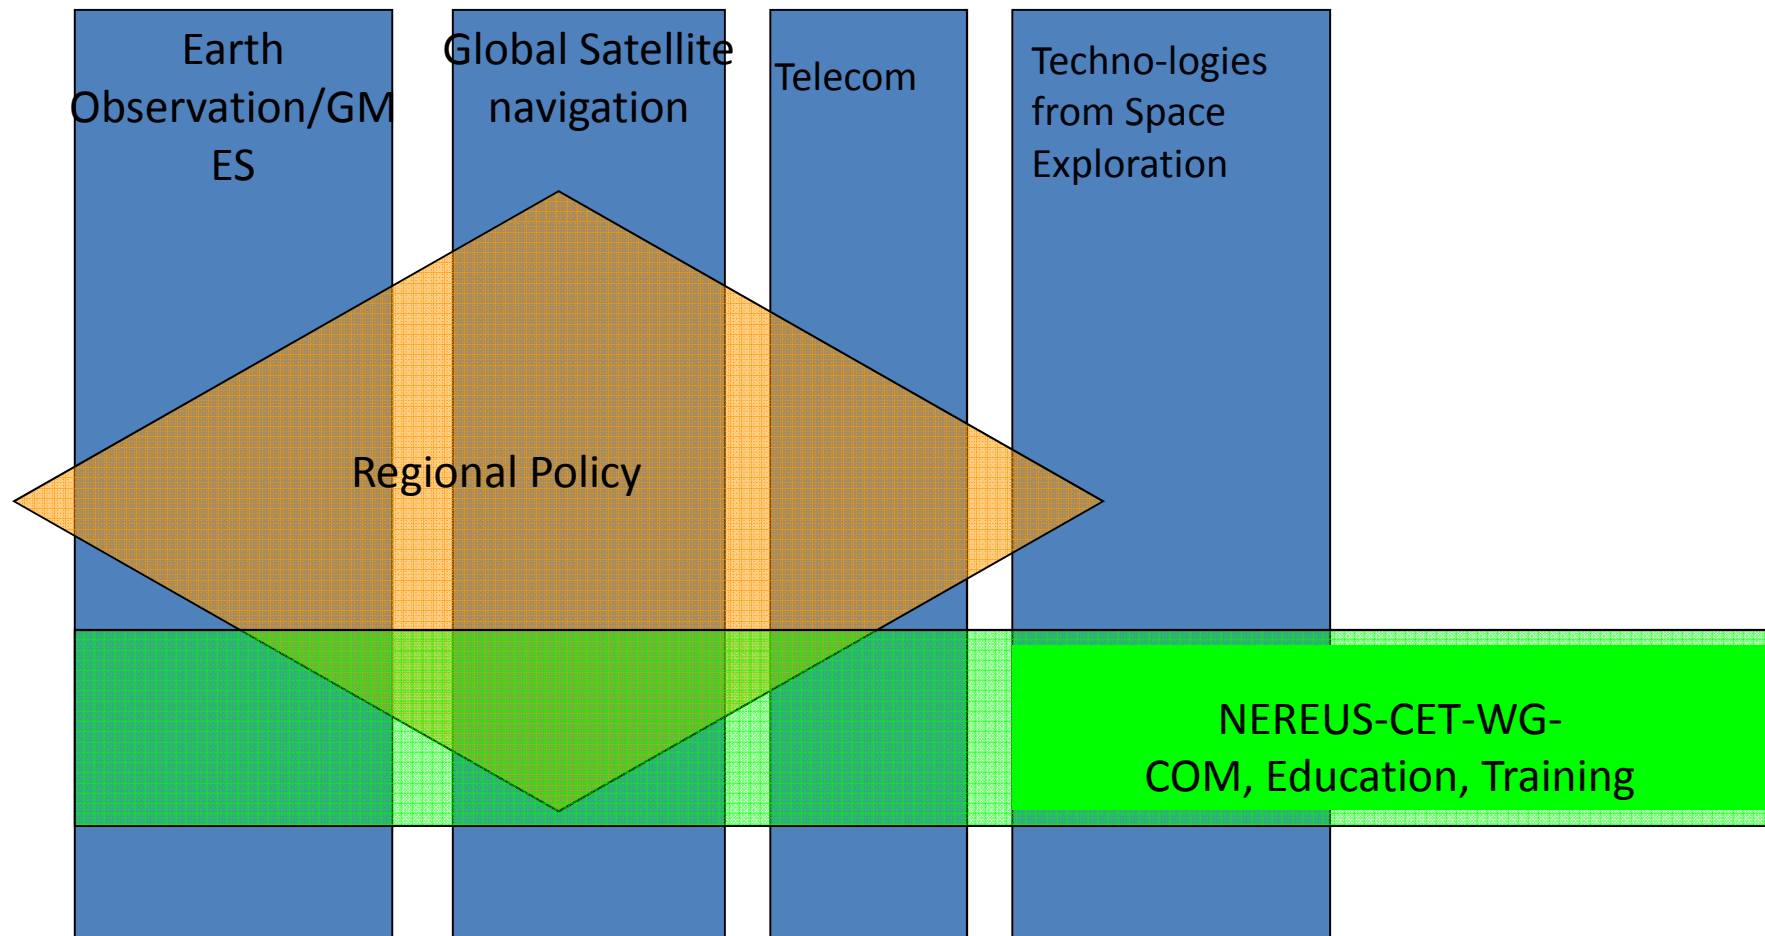 Earth
Observation/GM
ES
Global Satellite
navigation
Telecom
Techno-logies
from Space
Exploration
Regional Policy
NEREUS-CET-WG-
COM, Education, Training